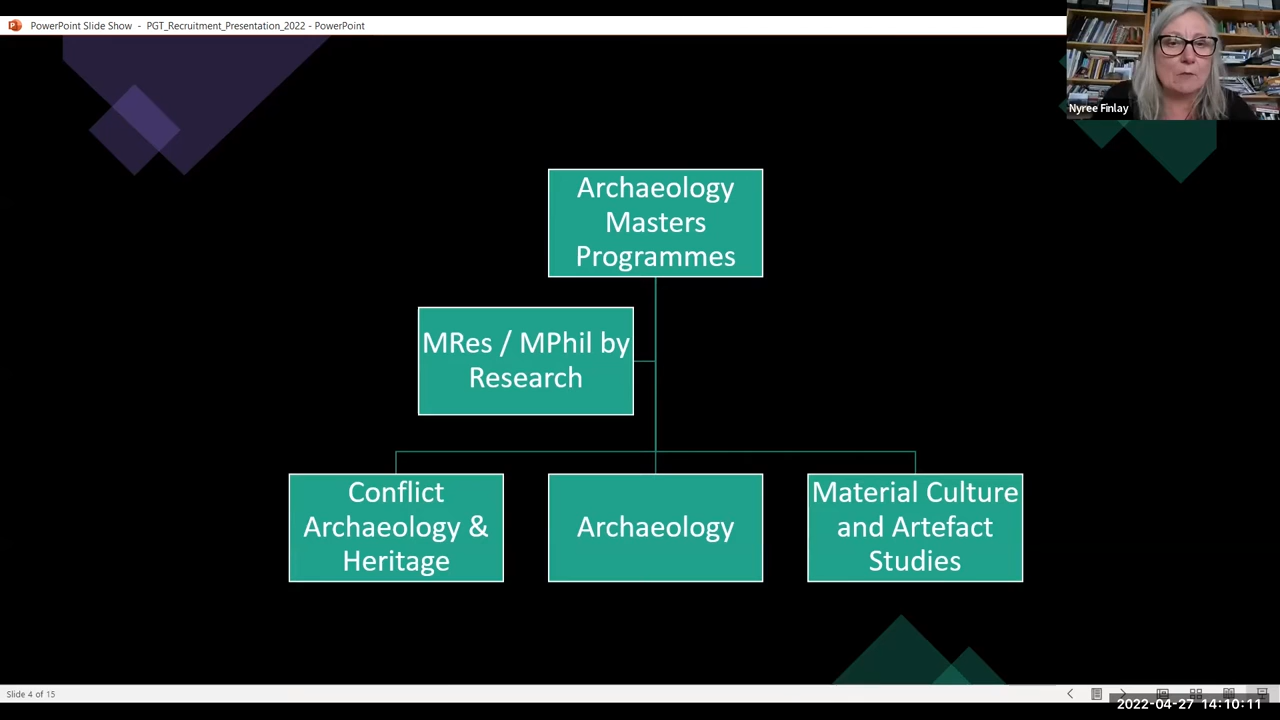 PowerPoint Slide Show - PGT_Recruitment_Presentation_2022 - PowerPoint
Nyree Finlay
Archaeology
Masters
Programmes
MRes / MPhil by
Research
Conflict
Archaeology &
Heritage
Archaeology
Material Culture
and Artefact
Studies
Slide 4 of 15
2022-04-27 14:10:11